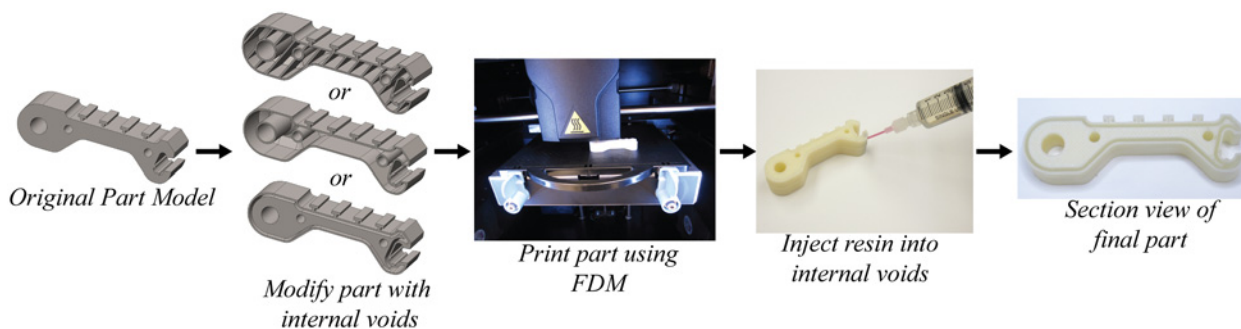 or
or
Original Part Model
Modify part with
internal voids
Print part using
FDM
Inject resin into
internal voids
Section view of
final part